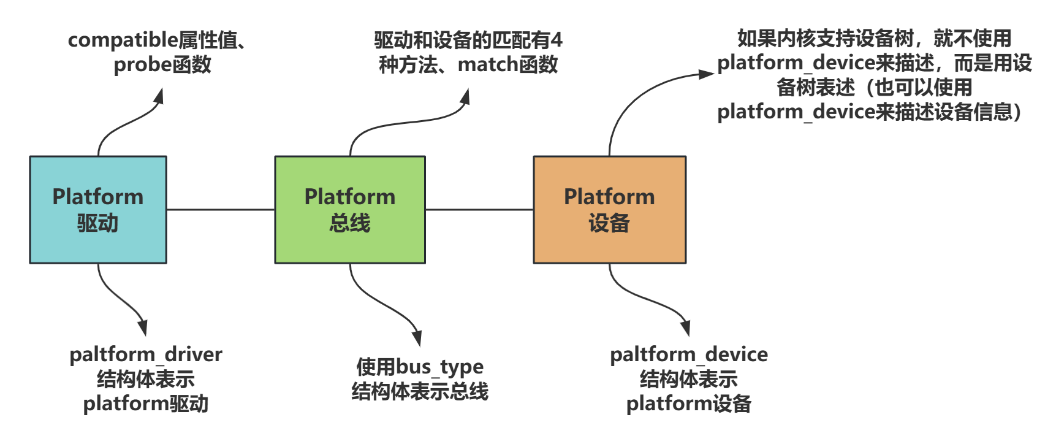 compatible属性值、
probe函数
驱动和设备的匹配有4
种方法、match函数
如果内核支持设备树，就不使用
platform_device来描述，而是用设
备树表述（也可以使用
platform_device来描述设备信息）
Platform
驱动
Platform
总线
Platform
设备
paltform_driver
结构体表示
platform驱动
使用bus_type
结构体表示总线
paltform_device
结构体表示
platform设备